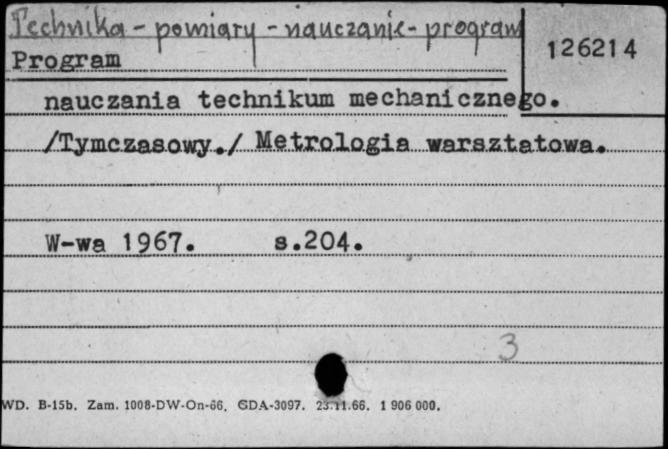 Technika - pomiary - nauczanie - program
126214
Program
nauczania technikum mechanicznego.
/Tymczasowy./ Metrologia warsztatowa.
W-wa 1967. s.204.
3
WD. B-15b. Zam. 1008-DW-On-66. GDA-3097. 23.11.66. 1 906 000.